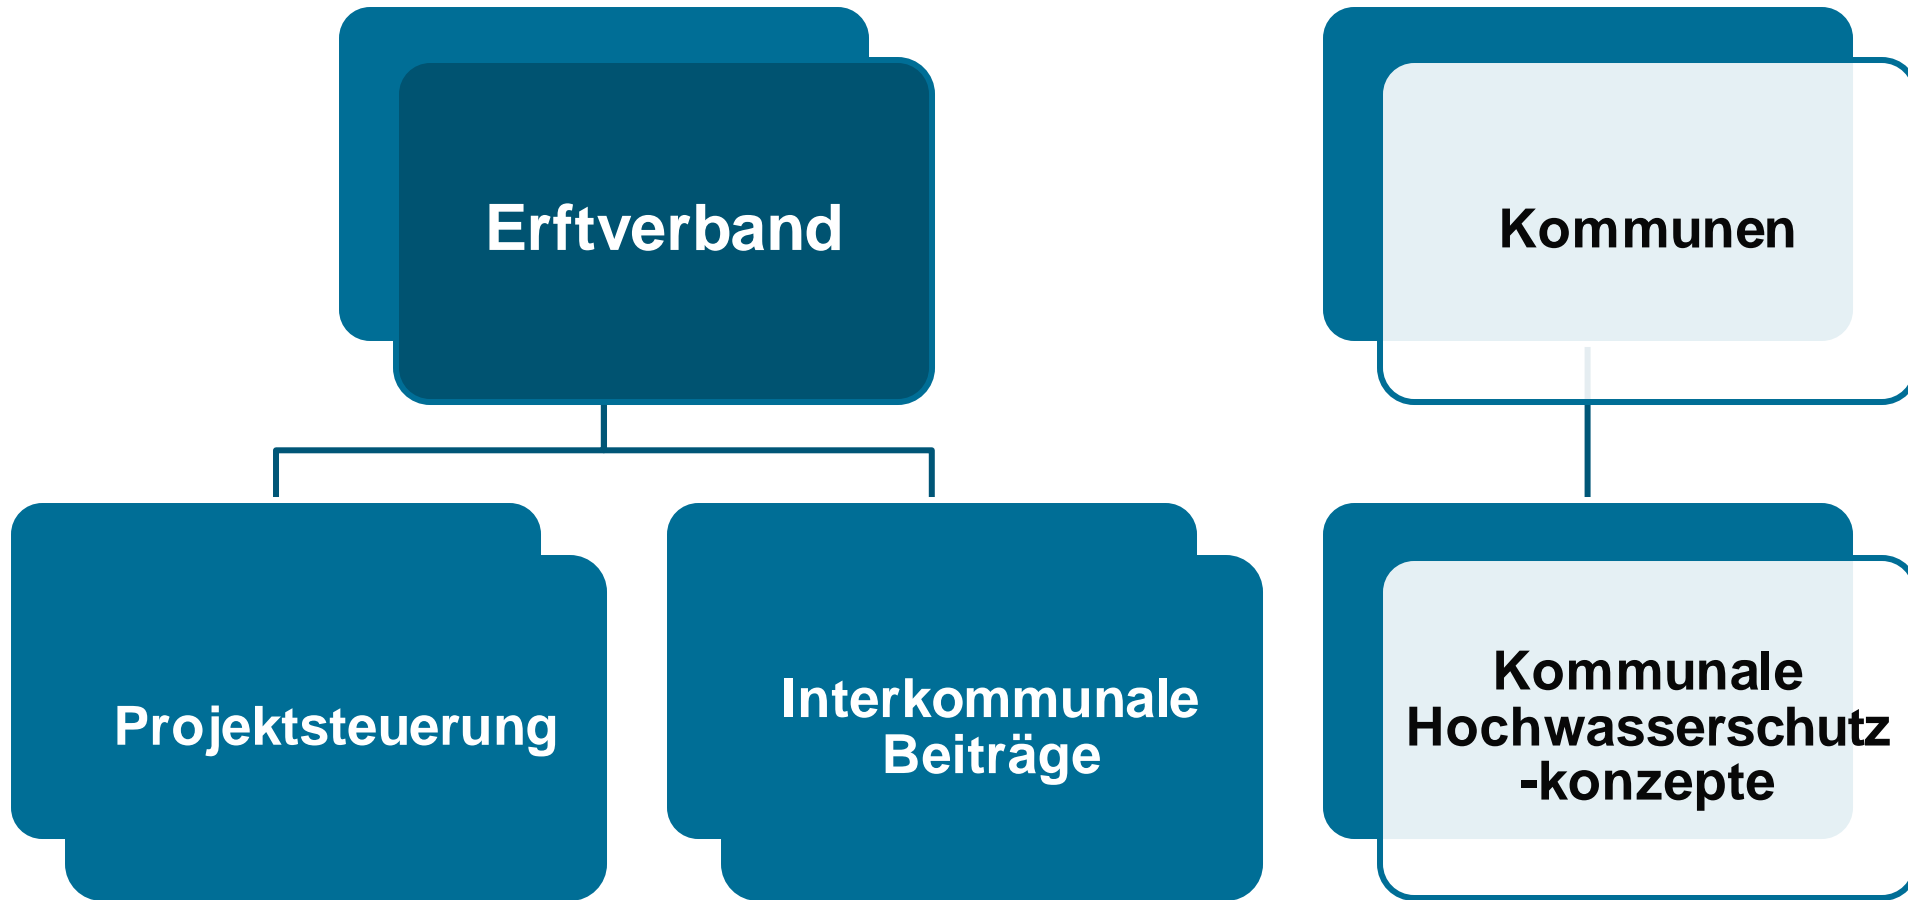 Erftverband
Kommunen
Projektsteuerung
Interkommunale
Beiträge
Kommunale
Hochwasserschutz
-konzepte